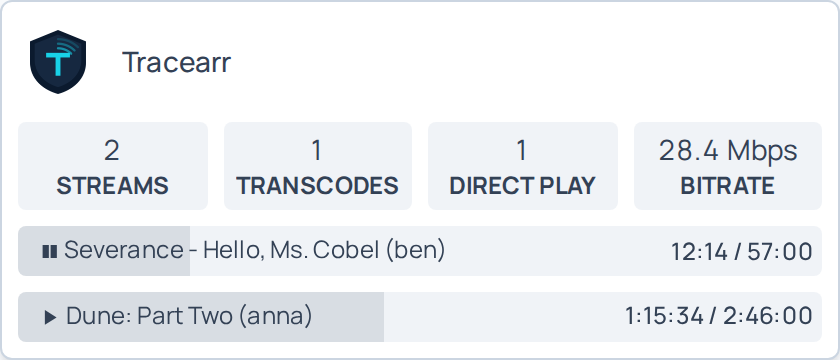 Tracearr
2 1 1 28.4 Mbps
STREAMS TRANSCODES DIRECT PLAY BITRATE
Severance - Hello, Ms. Cobel (ben) 12:14 / 57:00
Dune: Part Two (anna) 1:15:34 / 2:46:00